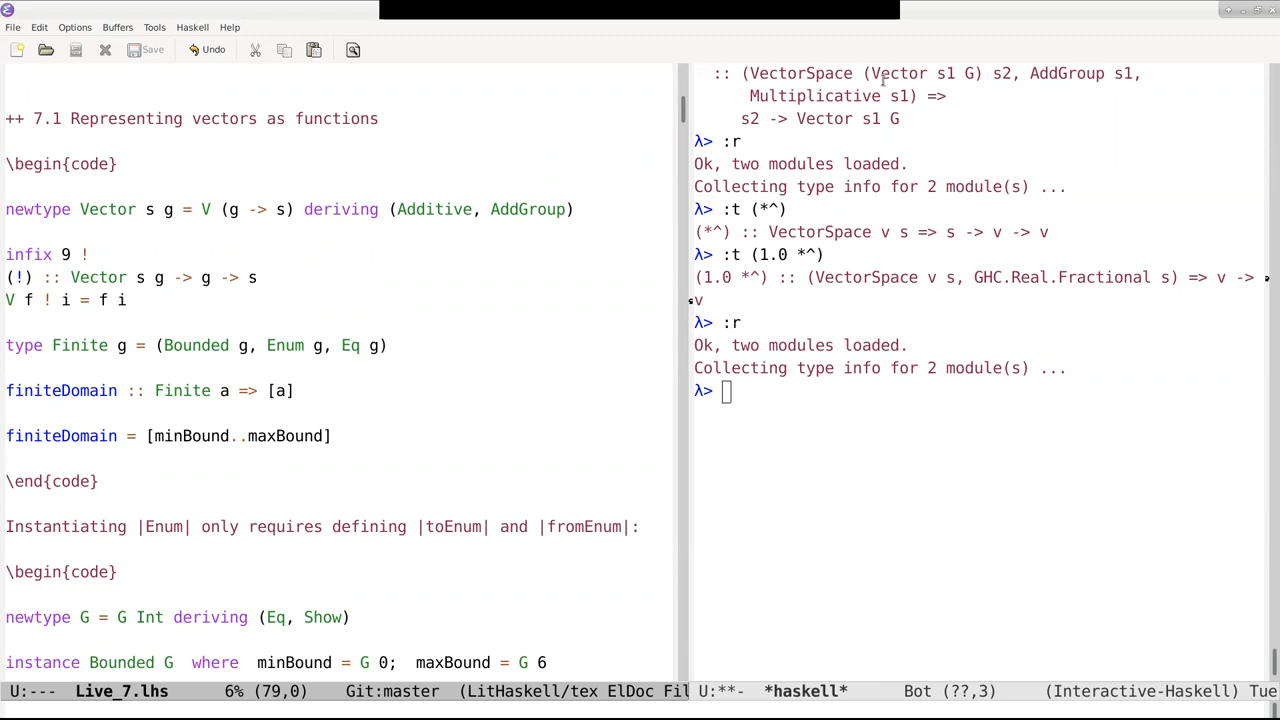 File Edit Options Buffers Tools Haskell Help
Save Undo
++ 7.1 Representing vectors as functions
\begin{code}
newtype Vector s g = V (g -> s) deriving (Additive, AddGroup)
infix 9 !
(!) :: Vector s g -> g -> s
V f ! i = f i
type Finite g = (Bounded g, Enum g, Eq g)
finiteDomain :: Finite a => [a]
finiteDomain = [minBound..maxBound]
\end{code}
Instantiating |Enum| only requires defining |toEnum| and |fromEnum|:
\begin{code}
newtype G = G Int deriving (Eq, Show)
instance Bounded G  where  minBound = G 0;  maxBound = G 6
U:---  Live_7.lhs      6% (79,0)     Git:master  (LitHaskell/tex ElDoc Fil
:: (VectorSpace (Vector s1 G) s2, AddGroup s1,
Multiplicative s1) =>
s2 -> Vector s1 G
λ> :r
Ok, two modules loaded.
Collecting type info for 2 module(s) ...
λ> :t (*^)
(*^) :: VectorSpace v s => s -> v -> v
λ> :t (1.0 *^)
(1.0 *^) :: (VectorSpace v s, GHC.Real.Fractional s) => v ->
v
λ> :r
Ok, two modules loaded.
Collecting type info for 2 module(s) ...
λ>
U:**-  *haskell*      Bot (??,3)     (Interactive-Haskell) Tue